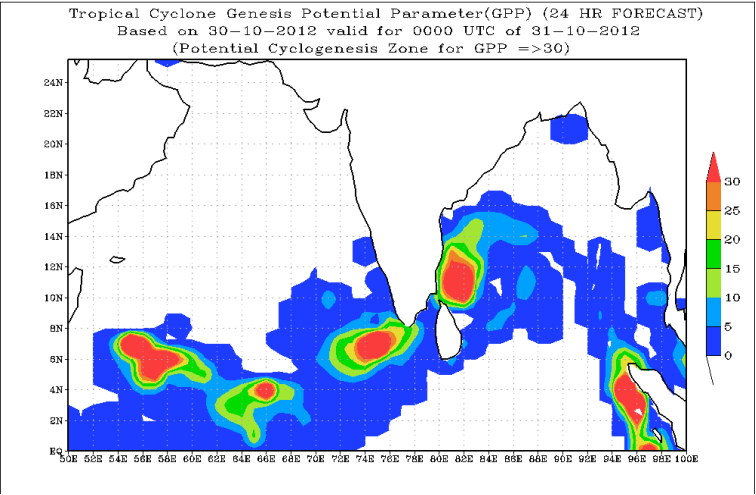 Tropical Cyclone Genesis Potential Parameter(GPP) (24 HR FORECAST)
Based on 30-10-2012 valid for 0000 UTC of 31-10-2012
(Potential Cyclogenesis Zone for GPP =>30)
24N
22N
20N
18N
16N
14N
12N
10N
8N
6N
4N
2N
EQ
50E 52E 54E 56E 58E 60E 62E 64E 66E 68E 70E 72E 74E 76E 78E 80E 82E 84E 86E 88E 90E 92E 94E 96E 98E 100E
30
25
20
15
10
5
0